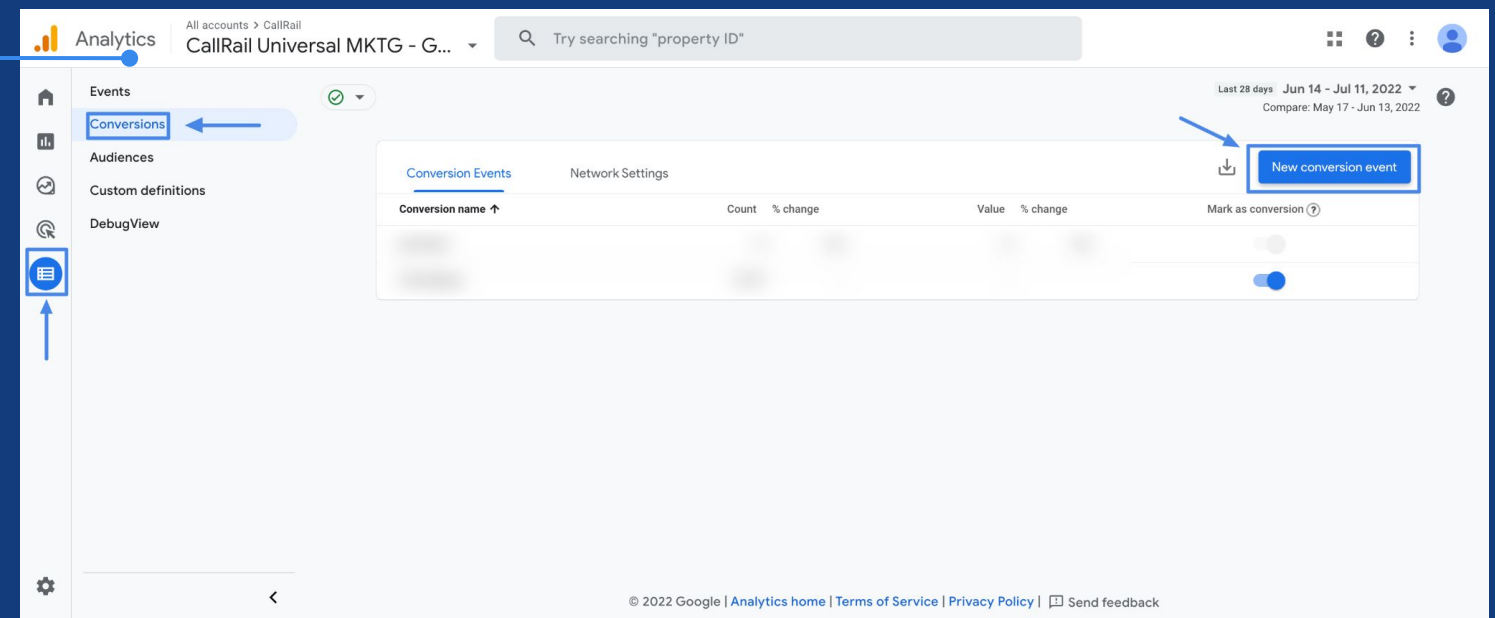 All accounts > CallRail
Analytics
CallRail Universal MKTG - G...
Try searching "property ID"
Events
Conversions
Audiences
Custom definitions
DebugView
Last 28 days Jun 14 - Jul 11, 2022
Compare: May 17 - Jun 13, 2022
Conversion Events Network Settings
New conversion event
Conversion name ↑ Count % change Value % change Mark as conversion
© 2022 Google | Analytics home | Terms of Service | Privacy Policy | Send feedback